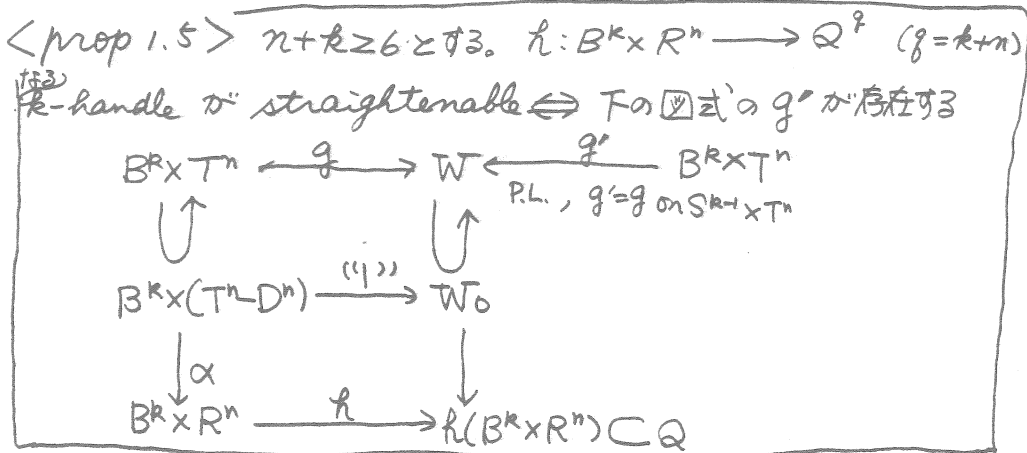 <prop 1.5> n+k≥6とする。 h: B^k×R^n ⟶ Q^q (q=k+n)
なる
k-handle が straightenable ⇔ 下の図式の g' が存在する
B^k×T^n ⟷ g W ⟵ g' B^k×T^n
P.L., g'=g on S^{k-1}×T^n
B^k×(T^n-D^n) ⟶ "i" W_0
α
B^k×R^n ⟶ h h(B^k×R^n)⊂Q